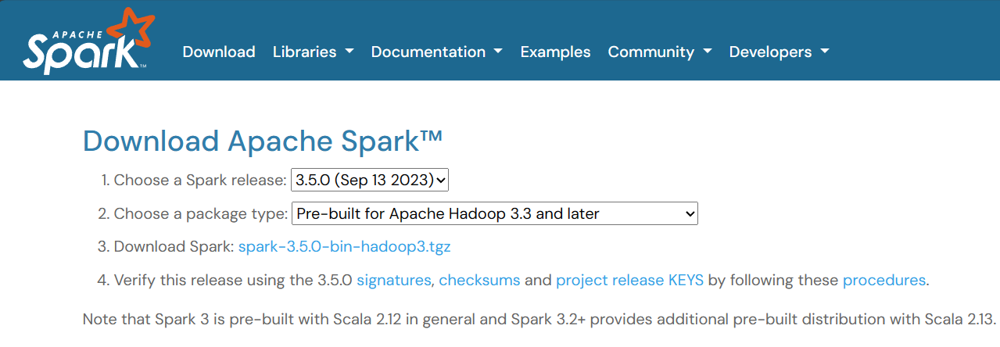 APACHE
Spark™
Download Libraries Documentation Examples Community Developers
Download Apache Spark™
1. Choose a Spark release: 3.5.0 (Sep 13 2023)
2. Choose a package type: Pre-built for Apache Hadoop 3.3 and later
3. Download Spark: spark-3.5.0-bin-hadoop3.tgz
4. Verify this release using the 3.5.0 signatures, checksums and project release KEYS by following these procedures.
Note that Spark 3 is pre-built with Scala 2.12 in general and Spark 3.2+ provides additional pre-built distribution with Scala 2.13.